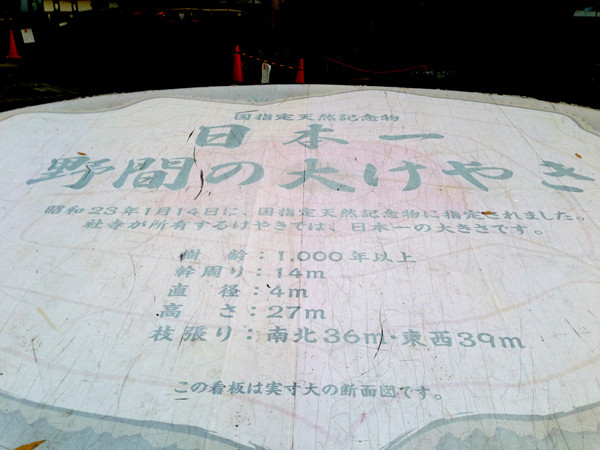 国指定天然記念物
日本一
野間の大けやき
昭和23年1月14日に、国指定天然記念物に指定されました。
社寺が所有するけやきでは、日本一の大きさです。
樹齢：1,000年以上
幹周り：14m
直径：4m
高さ：27m
枝張り：南北36m・東西39m
この看板は実寸大の断面図です。